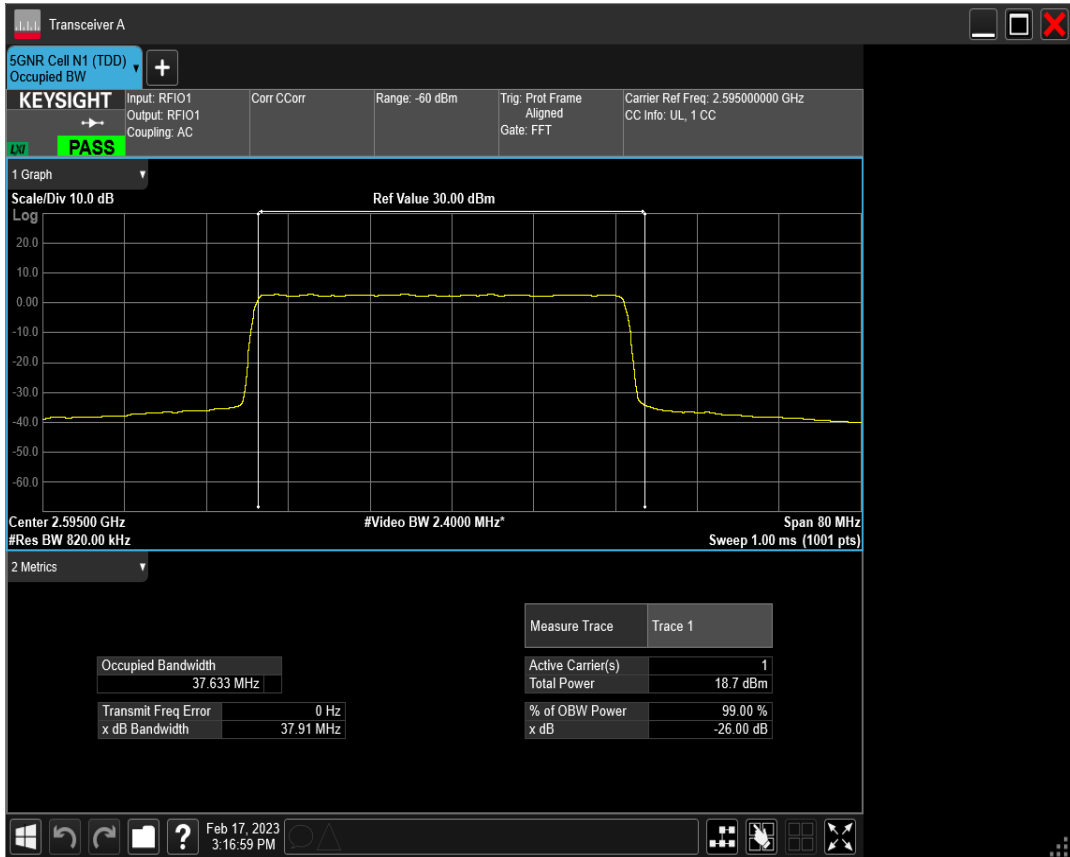 Transceiver A
5GNR Cell N1 (TDD)
Occupied BW
KEYSIGHT
LXI
PASS
Input: RFIO1
Output: RFIO1
Coupling: AC
Corr CCorr
Range: -60 dBm
Trig: Prot Frame
Aligned
Gate: FFT
Carrier Ref Freq: 2.595000000 GHz
CC Info: UL, 1 CC
1 Graph
Scale/Div 10.0 dB
Ref Value 30.00 dBm
Log
20.0
10.0
0.00
-10.0
-20.0
-30.0
-40.0
-50.0
-60.0
Center 2.59500 GHz
#Video BW 2.4000 MHz*
Span 80 MHz
#Res BW 820.00 kHz
Sweep 1.00 ms (1001 pts)
2 Metrics
Measure Trace
Trace 1
Occupied Bandwidth
37.633 MHz
Transmit Freq Error 0 Hz
x dB Bandwidth 37.91 MHz
Active Carrier(s) 1
Total Power 18.7 dBm
% of OBW Power 99.00 %
x dB -26.00 dB
Feb 17, 2023
3:16:59 PM